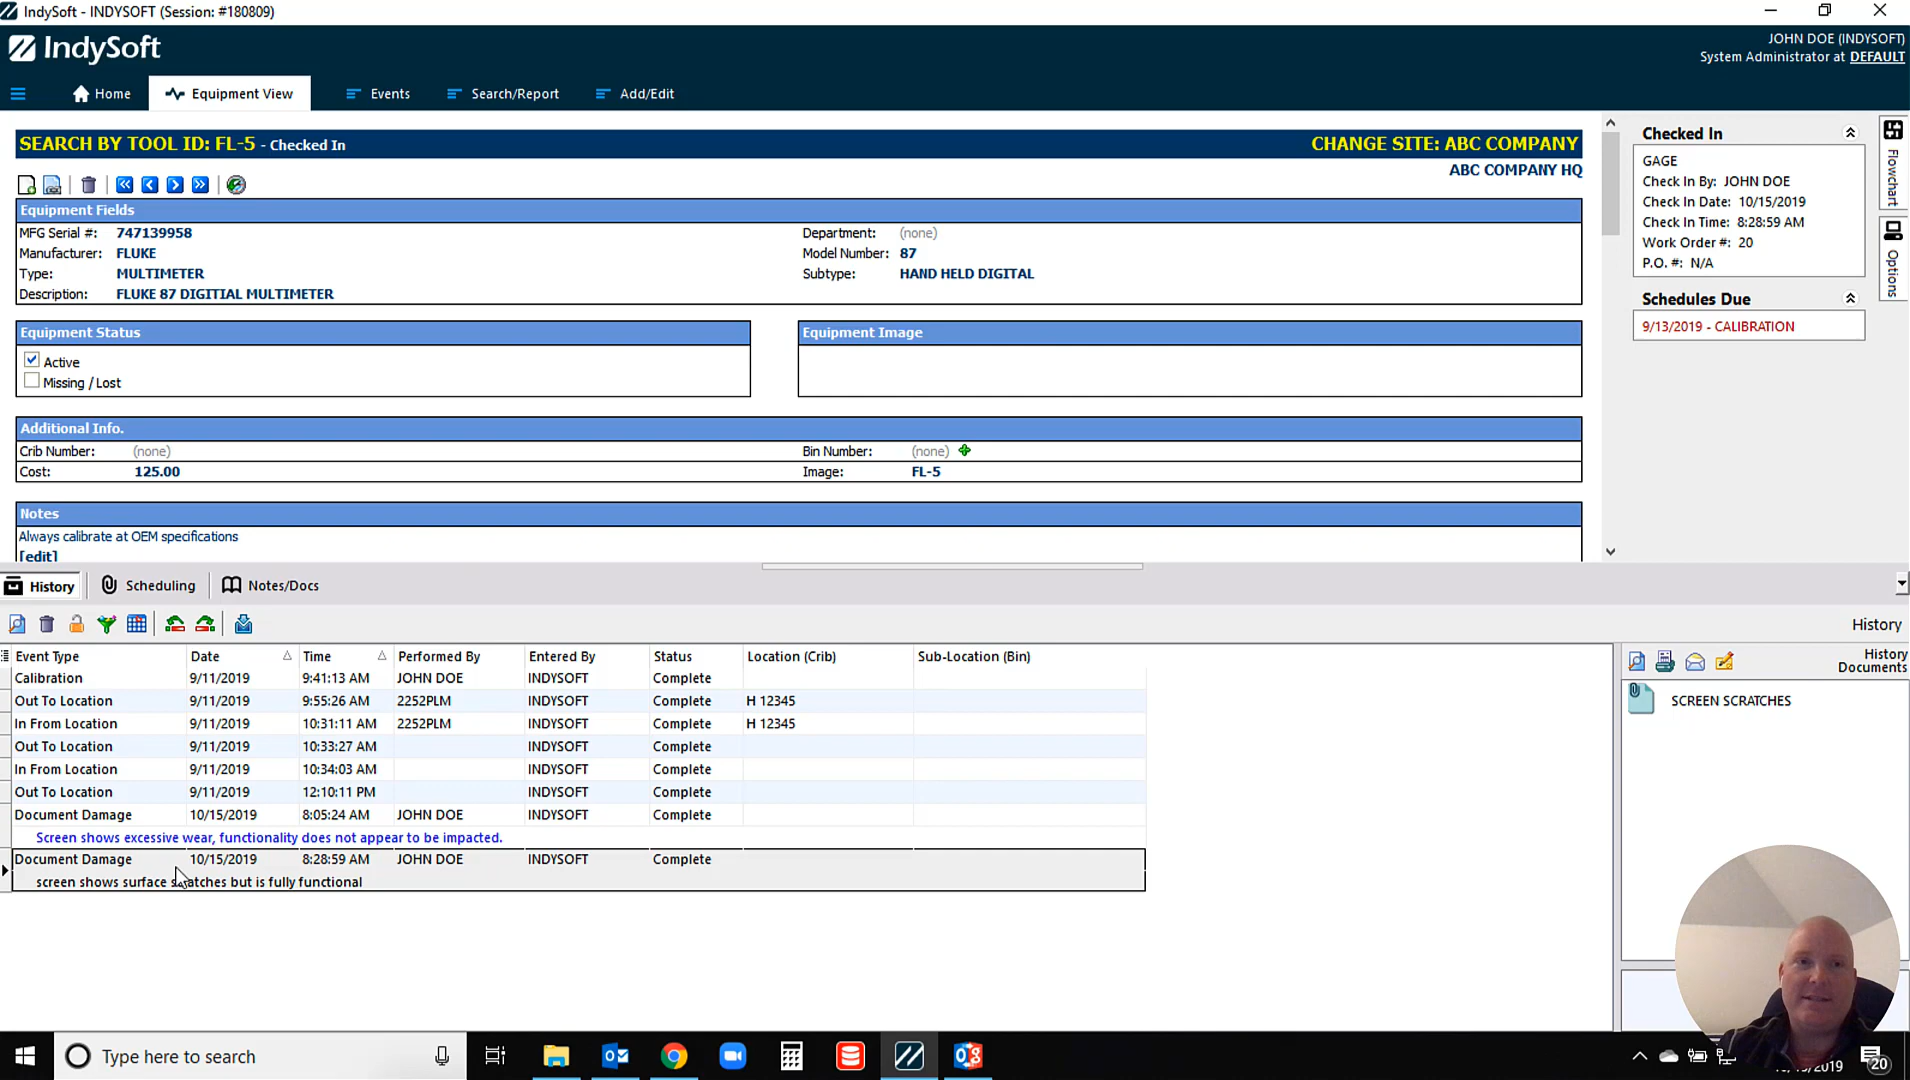 IndySoft - INDYSOFT (Session: #180809)
IndySoft
JOHN DOE (INDYSOFT)
System Administrator at DEFAULT
Home
Equipment View
Events
Search/Report
Add/Edit
SEARCH BY TOOL ID: FL-5 - Checked In
CHANGE SITE: ABC COMPANY
ABC COMPANY HQ
Equipment Fields
MFG Serial #: 747139958
Department: (none)
Manufacturer: FLUKE
Model Number: 87
Type: MULTIMETER
Subtype: HAND HELD DIGITAL
Description: FLUKE 87 DIGITIAL MULTIMETER
Equipment Status
Active
Missing / Lost
Equipment Image
Additional Info.
Crib Number: (none)
Bin Number: (none)
Cost: 125.00
Image: FL-5
Notes
Always calibrate at OEM specifications
[edit]
Checked In
GAGE
Check In By: JOHN DOE
Check In Date: 10/15/2019
Check In Time: 8:28:59 AM
Work Order #: 20
P.O. #: N/A
Schedules Due
9/13/2019 - CALIBRATION
Flowchart
Options
History
Scheduling
Notes/Docs
History
Event Type Date Time Performed By Entered By Status Location (Crib) Sub-Location (Bin)
Calibration 9/11/2019 9:41:13 AM JOHN DOE INDYSOFT Complete
Out To Location 9/11/2019 9:55:26 AM 2252PLM INDYSOFT Complete H 12345
In From Location 9/11/2019 10:31:11 AM 2252PLM INDYSOFT Complete H 12345
Out To Location 9/11/2019 10:33:27 AM INDYSOFT Complete
In From Location 9/11/2019 10:34:03 AM INDYSOFT Complete
Out To Location 9/11/2019 12:10:11 PM INDYSOFT Complete
Document Damage 10/15/2019 8:05:24 AM JOHN DOE INDYSOFT Complete
Screen shows excessive wear, functionality does not appear to be impacted.
Document Damage 10/15/2019 8:28:59 AM JOHN DOE INDYSOFT Complete
screen shows surface scratches but is fully functional
History
Documents
SCREEN SCRATCHES
Type here to search
20